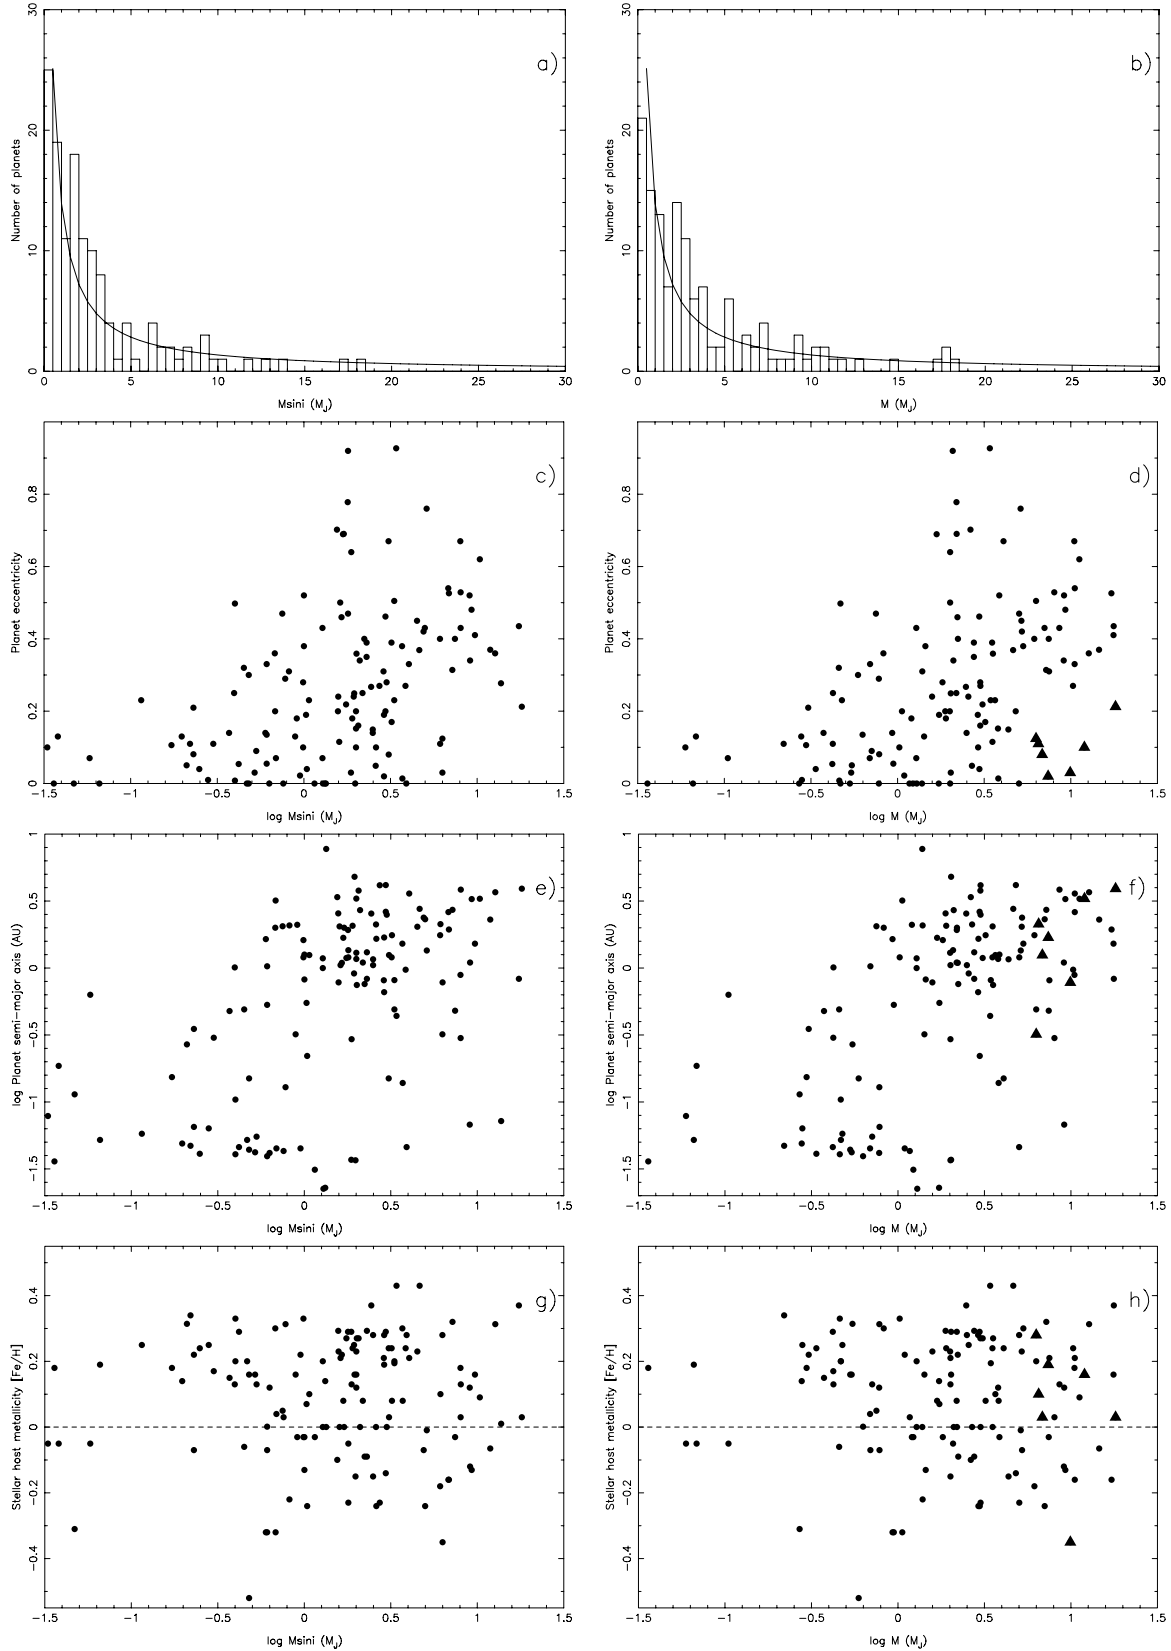 30
20
10
0
Number of planets
a)
0 5 10 15 20 25 30
Msini (M_J)
30
20
10
0
Number of planets
b)
0 5 10 15 20 25 30
M (M_J)
0.8
0.6
0.4
0.2
0
Planet eccentricity
c)
−1.5 −1 −0.5 0 0.5 1 1.5
log Msini (M_J)
0.8
0.6
0.4
0.2
0
Planet eccentricity
d)
−1.5 −1 −0.5 0 0.5 1 1.5
log M (M_J)
1
0.5
0
−0.5
−1
−1.5
log Planet semi−major axis (AU)
e)
−1.5 −1 −0.5 0 0.5 1 1.5
log Msini (M_J)
1
0.5
0
−0.5
−1
−1.5
log Planet semi−major axis (AU)
f)
−1.5 −1 −0.5 0 0.5 1 1.5
log M (M_J)
0.4
0.2
0
−0.2
−0.4
Stellar host metallicity [Fe/H]
g)
−1.5 −1 −0.5 0 0.5 1 1.5
log Msini (M_J)
0.4
0.2
0
−0.2
−0.4
Stellar host metallicity [Fe/H]
h)
−1.5 −1 −0.5 0 0.5 1 1.5
log M (M_J)